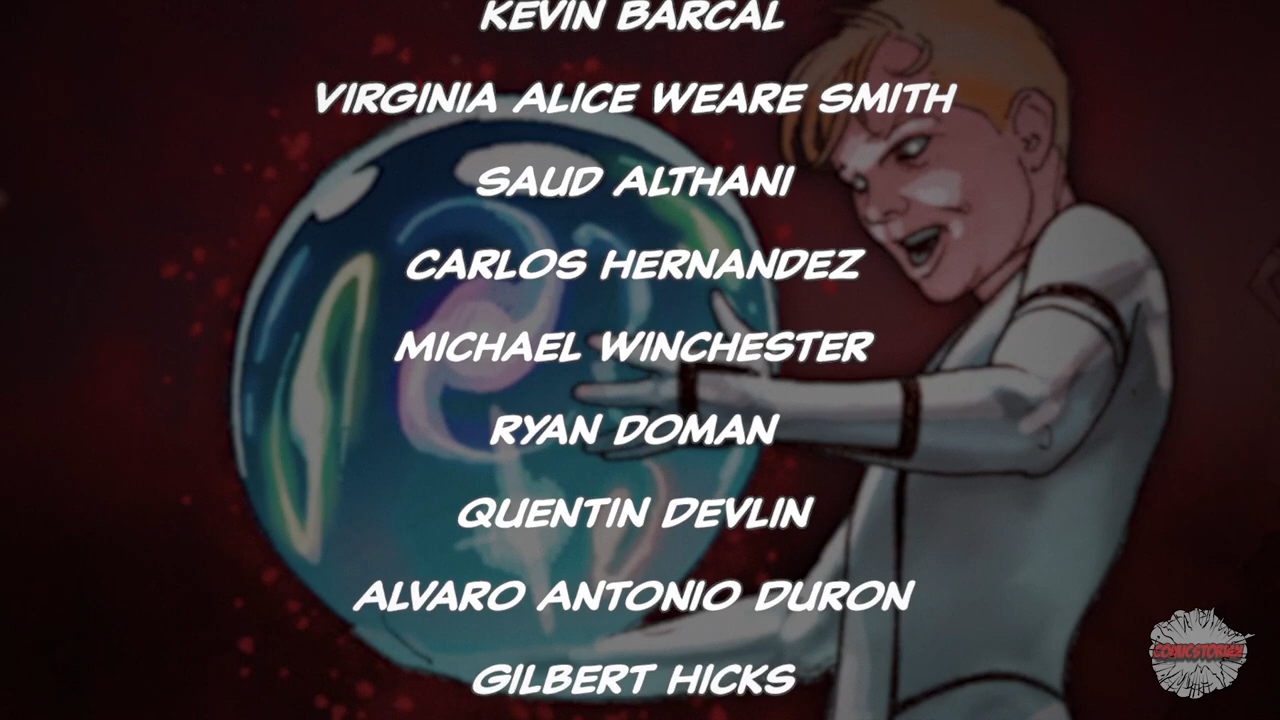 KEVIN BARCAL
VIRGINIA ALICE WEARE SMITH
SAUD ALTHANI
CARLOS HERNANDEZ
MICHAEL WINCHESTER
RYAN DOMAN
QUENTIN DEVLIN
ALVARO ANTONIO DURON
GILBERT HICKS
COMICSTORIAN